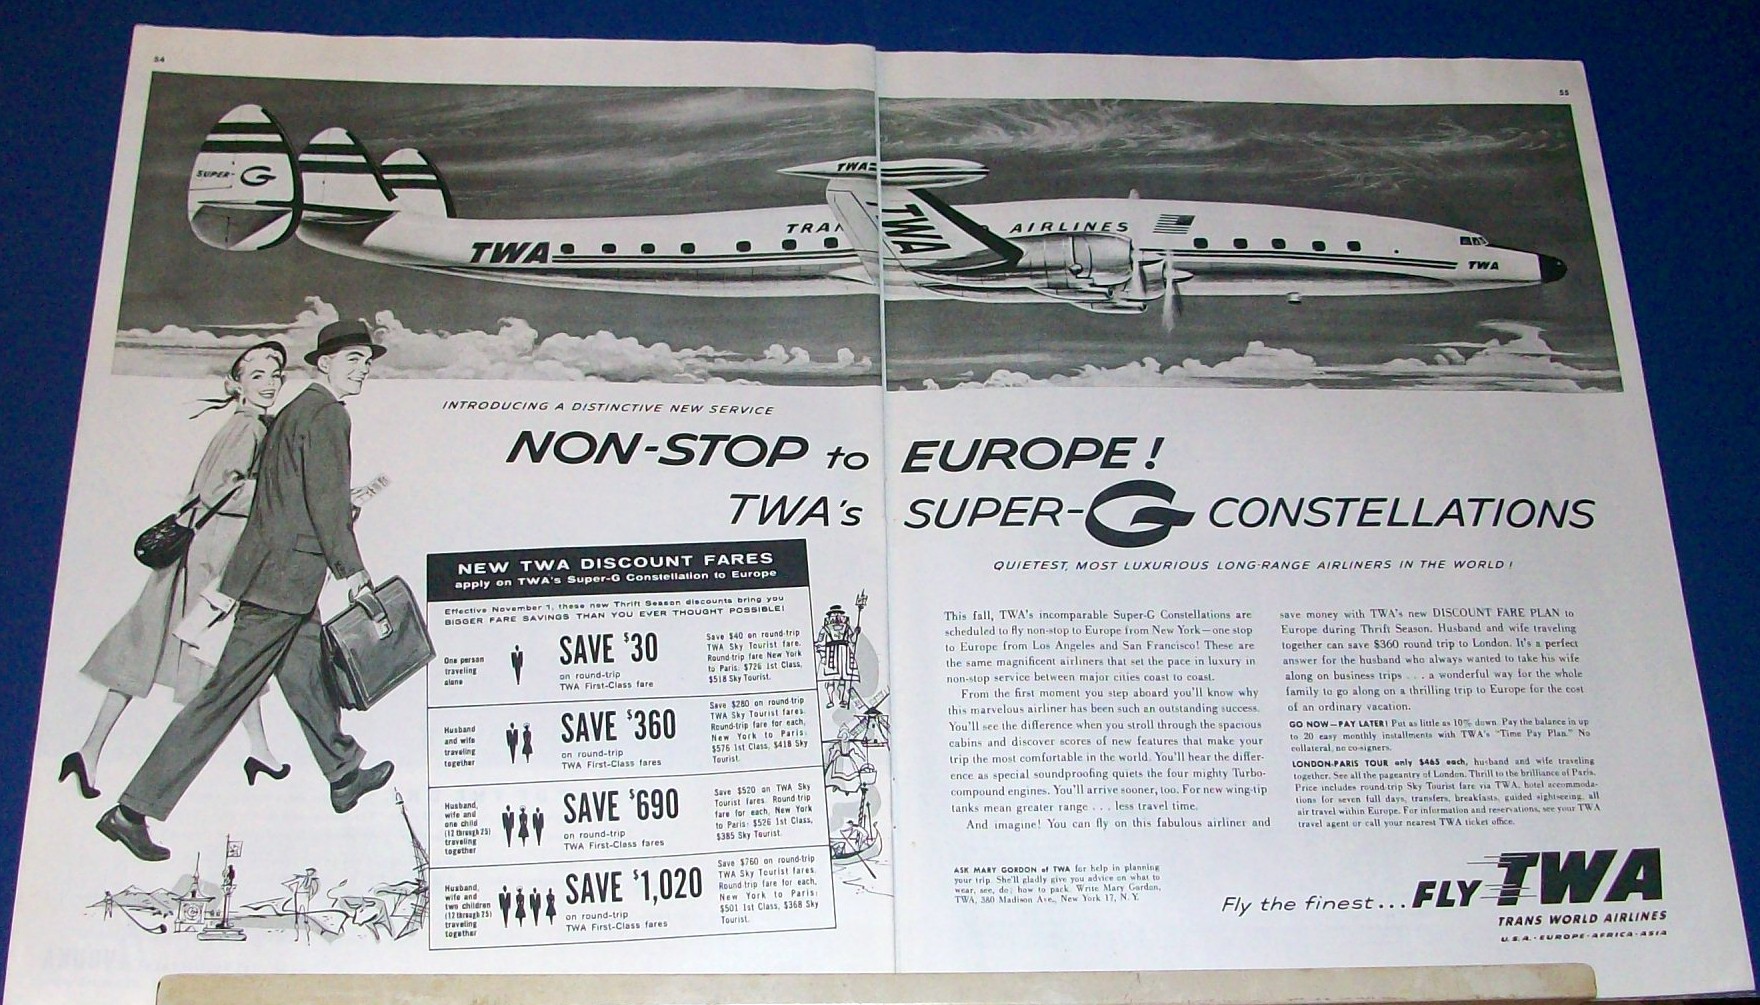 54
55
SUPER-G
TWA
TWA
TWA
TRAN
AIRLINES
TWA
INTRODUCING A DISTINCTIVE NEW SERVICE
NON-STOP to EUROPE!
TWA's SUPER-G CONSTELLATIONS
QUIETEST, MOST LUXURIOUS LONG-RANGE AIRLINERS IN THE WORLD!
NEW TWA DISCOUNT FARES
apply on TWA's Super-G Constellation to Europe
Effective November 1, these new Thrift Season discounts bring you
BIGGER FARE SAVINGS THAN YOU EVER THOUGHT POSSIBLE!
One person
traveling
alone
SAVE $30
on round-trip
TWA First-Class fare
Save $40 on round-trip
TWA Sky Tourist fare.
Round-trip fare New York
to Paris: $726 1st Class,
$518 Sky Tourist.
Husband
and wife
traveling
together
SAVE $360
on round-trip
TWA First-Class fares
Save $280 on round-trip
TWA Sky Tourist fares.
Round-trip fare for each,
New York to Paris:
$576 1st Class, $418 Sky
Tourist.
Husband,
wife and
one child
(12 through 25)
traveling
together
SAVE $690
on round-trip
TWA First-Class fares
Save $520 on TWA Sky
Tourist fares. Round trip
fare for each, New York
to Paris: $526 1st Class,
$385 Sky Tourist.
Husband,
wife and
two children
(12 through 25)
traveling
together
SAVE $1,020
on round-trip
TWA First-Class fares
Save $760 on round-trip
TWA Sky Tourist fares.
Round trip fare for each,
New York to Paris:
$501 1st Class, $368 Sky
Tourist.
This fall, TWA's incomparable Super-G Constellations are
scheduled to fly non-stop to Europe from New York—one stop
to Europe from Los Angeles and San Francisco! These are
the same magnificent airliners that set the pace in luxury in
non-stop service between major cities coast to coast.
From the first moment you step aboard you'll know why
this marvelous airliner has been such an outstanding success.
You'll see the difference when you stroll through the spacious
cabins and discover scores of new features that make your
trip the most comfortable in the world. You'll hear the differ-
ence as special soundproofing quiets the four mighty Turbo-
compound engines. You'll arrive sooner, too. For new wing-tip
tanks mean greater range . . . less travel time.
And imagine! You can fly on this fabulous airliner and
save money with TWA's new DISCOUNT FARE PLAN to
Europe during Thrift Season. Husband and wife traveling
together can save $360 round trip to London. It's a perfect
answer for the husband who always wanted to take his wife
along on business trips . . . a wonderful way for the whole
family to go along on a thrilling trip to Europe for the cost
of an ordinary vacation.
GO NOW—PAY LATER! Put as little as 10% down. Pay the balance in up
to 20 easy monthly installments with TWA's "Time Pay Plan." No
collateral, no co-signers.
LONDON-PARIS TOUR only $465 each, husband and wife traveling
together. See all the pageantry of London. Thrill to the brilliance of Paris.
Price includes round-trip Sky Tourist fare via TWA, hotel accommoda-
tions for seven full days, transfers, breakfasts, guided sightseeing, all
air travel within Europe. For information and reservations, see your TWA
travel agent or call your nearest TWA ticket office.
ASK MARY GORDON of TWA for help in planning
your trip. She'll gladly give you advice on what to
wear, see, do; how to pack. Write Mary Gordon,
TWA, 380 Madison Ave., New York 17, N. Y.
Fly the finest... FLY TWA
TRANS WORLD AIRLINES
U.S.A. · EUROPE · AFRICA · ASIA